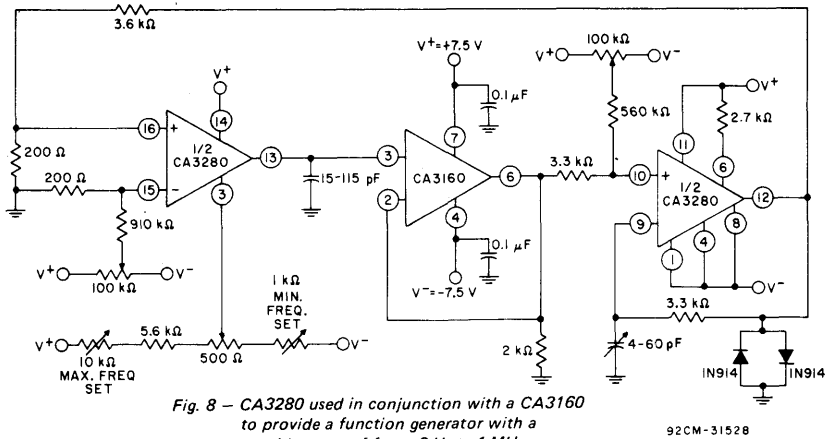 3.6 kΩ
V+
16
+
1/2
CA3280
14
13
200 Ω
200 Ω
15
−
3
910 kΩ
V+
100 kΩ
V−
15-115 pF
V+=+7.5 V
0.1 µF
7
3
CA3160
6
2
4
0.1 µF
V−=−7.5 V
2 kΩ
3.3 kΩ
100 kΩ
V+
V−
560 kΩ
V+
2.7 kΩ
11
6
10
+
1/2
CA3280
12
9
−
8
1
4
V−
3.3 kΩ
4-60 pF
1N914
1N914
1 kΩ
MIN.
FREQ.
SET
V+
5.6 kΩ
500 Ω
V−
10 kΩ
MAX. FREQ
SET
Fig. 8 – CA3280 used in conjunction with a CA3160
to provide a function generator with a
92CM-31528